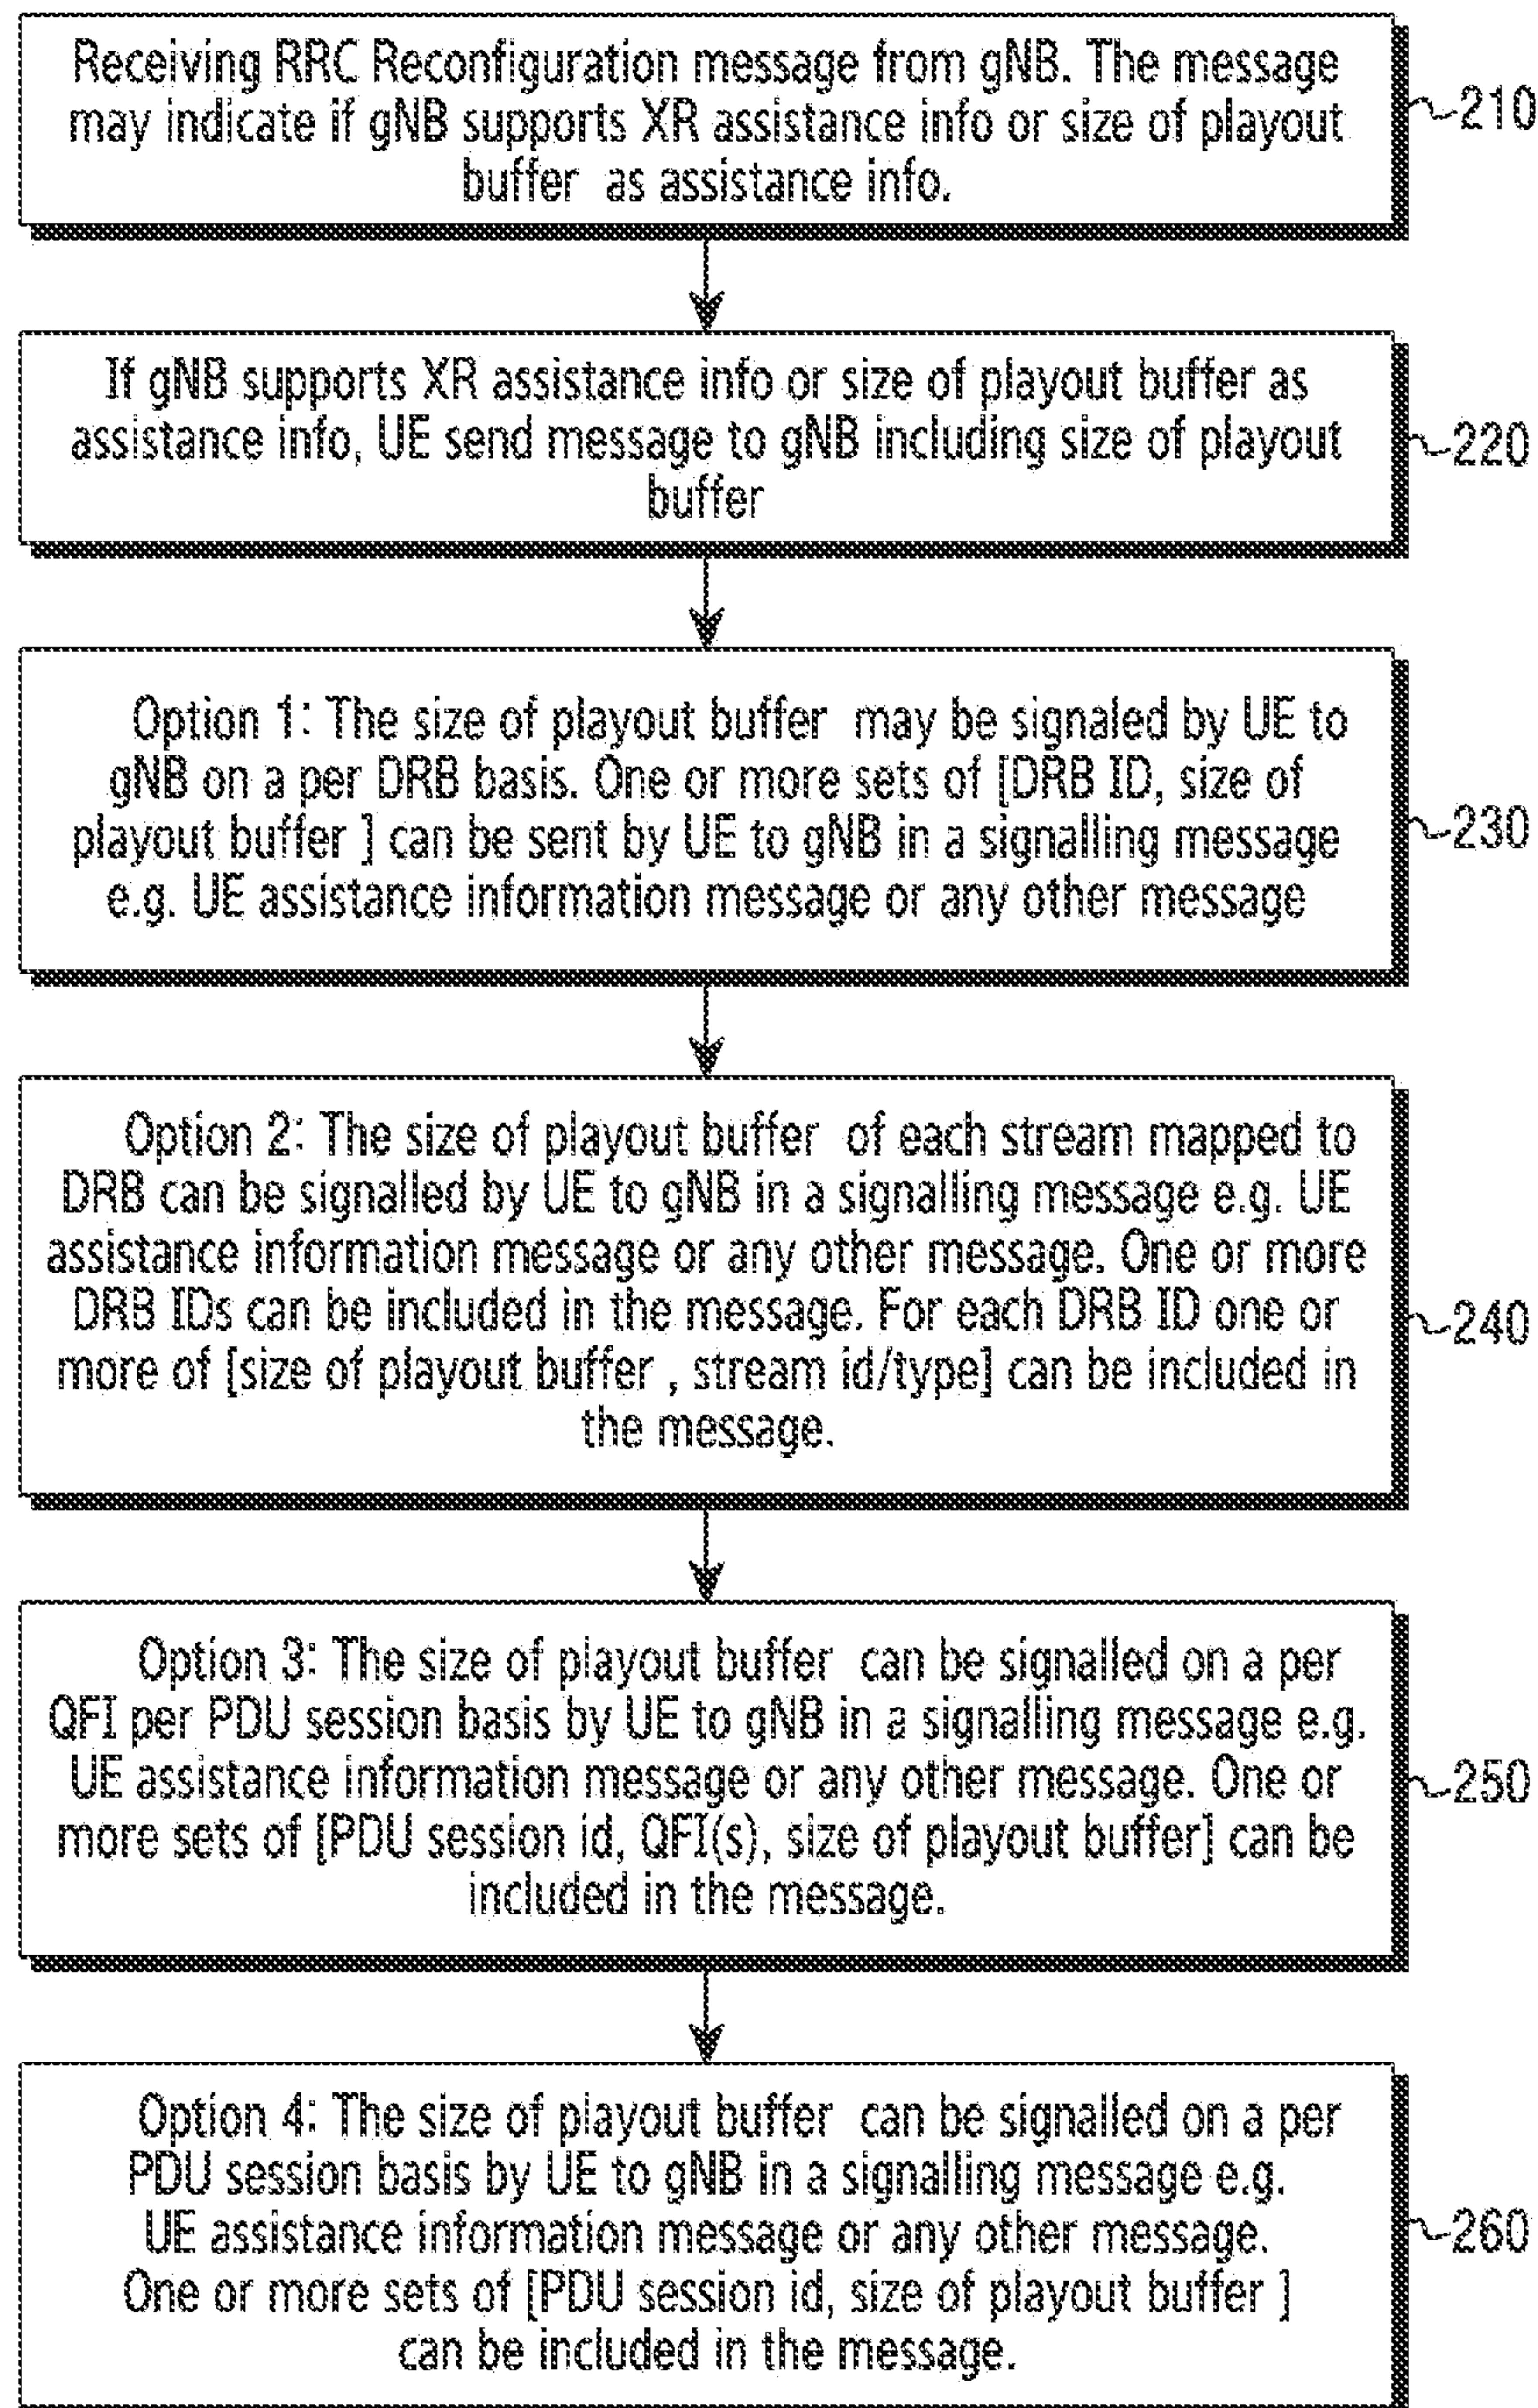 Receiving RRC Reconfiguration message from gNB. The message
may indicate if gNB supports XR assistance info or size of playout
buffer as assistance info.
210
If gNB supports XR assistance info or size of playout buffer as
assistance info, UE send message to gNB including size of playout
buffer
220
Option 1: The size of playout buffer may be signaled by UE to
gNB on a per DRB basis. One or more sets of [DRB ID, size of
playout buffer ] can be sent by UE to gNB in a signalling message
e.g. UE assistance information message or any other message
230
Option 2: The size of playout buffer of each stream mapped to
DRB can be signalled by UE to gNB in a signalling message e.g. UE
assistance information message or any other message. One or more
DRB IDs can be included in the message. For each DRB ID one or
more of [size of playout buffer , stream id/type] can be included in
the message.
240
Option 3: The size of playout buffer can be signalled on a per
QFI per PDU session basis by UE to gNB in a signalling message e.g.
UE assistance information message or any other message. One or
more sets of [PDU session id, QFI(s), size of playout buffer] can be
included in the message.
250
Option 4: The size of playout buffer can be signalled on a per
PDU session basis by UE to gNB in a signalling message e.g.
UE assistance information message or any other message.
One or more sets of [PDU session id, size of playout buffer ]
can be included in the message.
260